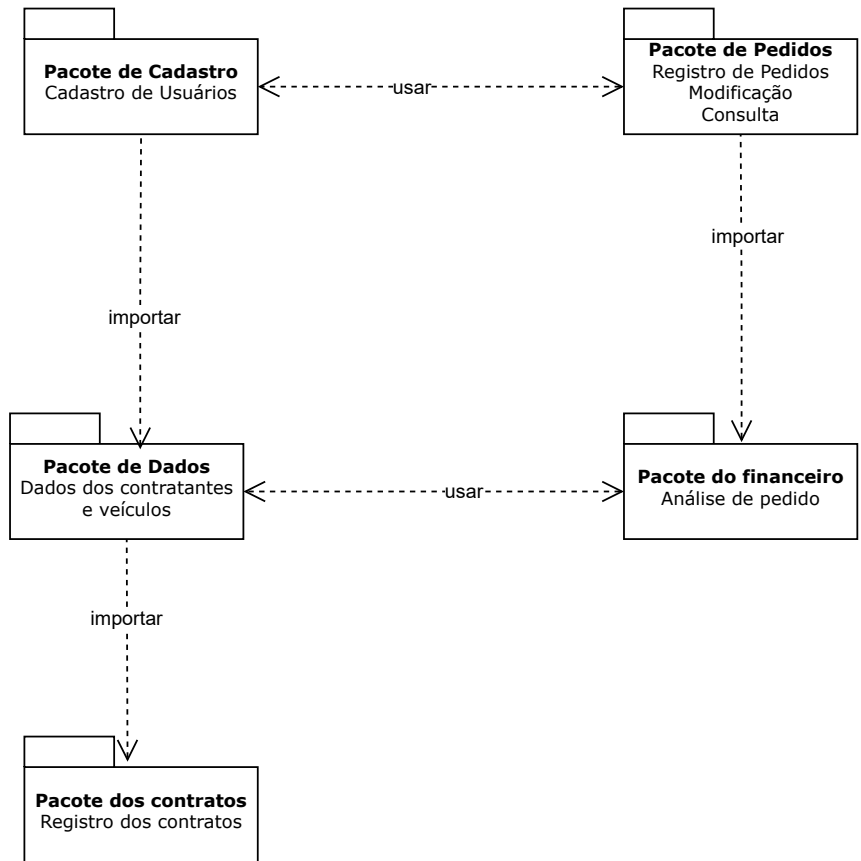 Pacote de Cadastro
Cadastro de Usuários
usar
Pacote de Pedidos
Registro de Pedidos
Modificação
Consulta
importar
importar
Pacote de Dados
Dados dos contratantes
e veículos
usar
Pacote do financeiro
Análise de pedido
importar
Pacote dos contratos
Registro dos contratos